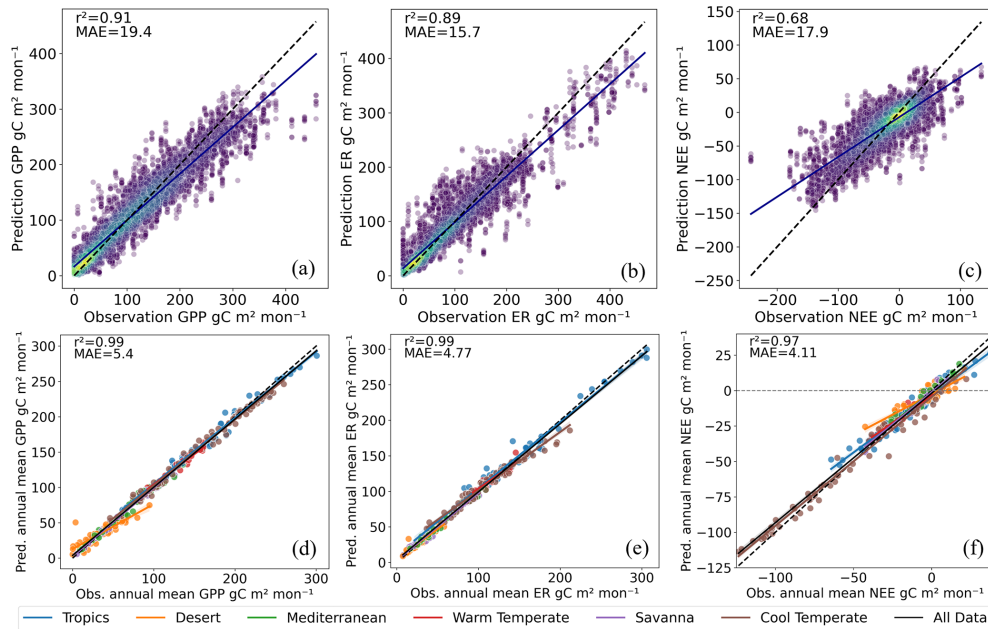 r²=0.91
MAE=19.4
Prediction GPP gC m² mon⁻¹
400
300
200
100
0
(a)
0 100 200 300 400
Observation GPP gC m² mon⁻¹
r²=0.89
MAE=15.7
Prediction ER gC m² mon⁻¹
400
300
200
100
0
(b)
0 100 200 300 400
Observation ER gC m² mon⁻¹
r²=0.68
MAE=17.9
Prediction NEE gC m² mon⁻¹
150
100
50
0
−50
−100
−150
−200
−250
(c)
−200 −100 0 100
Observation NEE gC m² mon⁻¹
r²=0.99
MAE=5.4
Pred. annual mean GPP gC m² mon⁻¹
300
250
200
150
100
50
0
(d)
0 100 200 300
Obs. annual mean GPP gC m² mon⁻¹
r²=0.99
MAE=4.77
Pred. annual mean ER gC m² mon⁻¹
300
250
200
150
100
50
0
(e)
0 100 200 300
Obs. annual mean ER gC m² mon⁻¹
r²=0.97
MAE=4.11
Pred. annual mean NEE gC m² mon⁻¹
25
0
−25
−50
−75
−100
−125
(f)
−100 −50 0
Obs. annual mean NEE gC m² mon⁻¹
Tropics Desert Mediterranean Warm Temperate Savanna Cool Temperate All Data